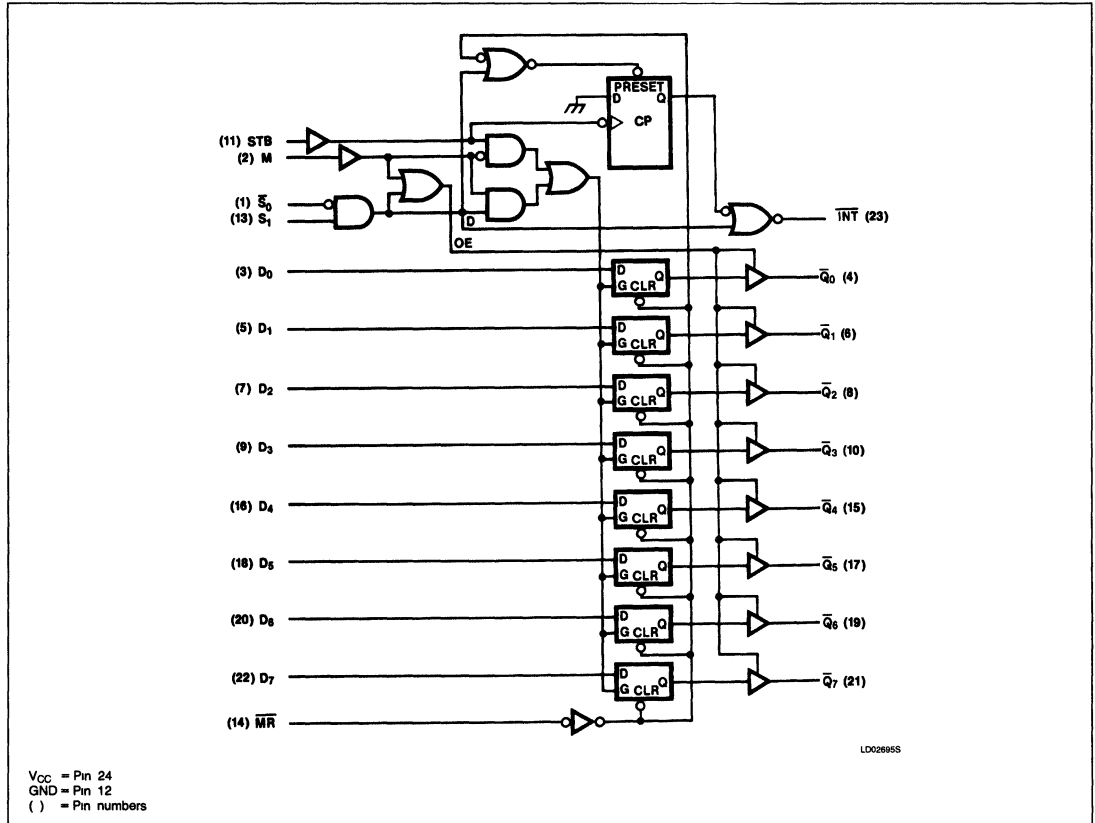 PRESET
D Q
CP
(11) STB
(2) M
(1) S̅₀
(13) S₁
D
INT̅ (23)
OE
(3) D₀ D Q G CLR Q̅₀ (4)
(5) D₁ D Q G CLR Q̅₁ (6)
(7) D₂ D Q G CLR Q̅₂ (8)
(9) D₃ D Q G CLR Q̅₃ (10)
(16) D₄ D Q G CLR Q̅₄ (15)
(18) D₅ D Q G CLR Q̅₅ (17)
(20) D₆ D Q G CLR Q̅₆ (19)
(22) D₇ D Q G CLR Q̅₇ (21)
(14) M̅R̅
LD02695S
VCC = Pin 24
GND = Pin 12
( ) = Pin numbers